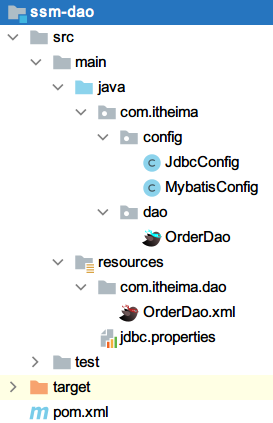 ssm-dao
src
main
java
com.itheima
config
JdbcConfig
MybatisConfig
dao
OrderDao
resources
com.itheima.dao
OrderDao.xml
jdbc.properties
test
target
pom.xml